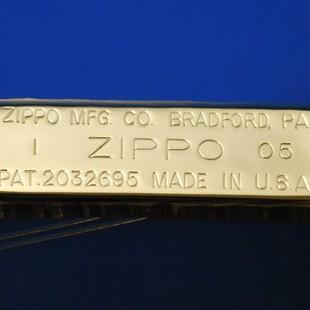 ZIPPO MFG. CO. BRADFORD, PA
I ZIPPO 05
PAT. 2032695 MADE IN U.S.A